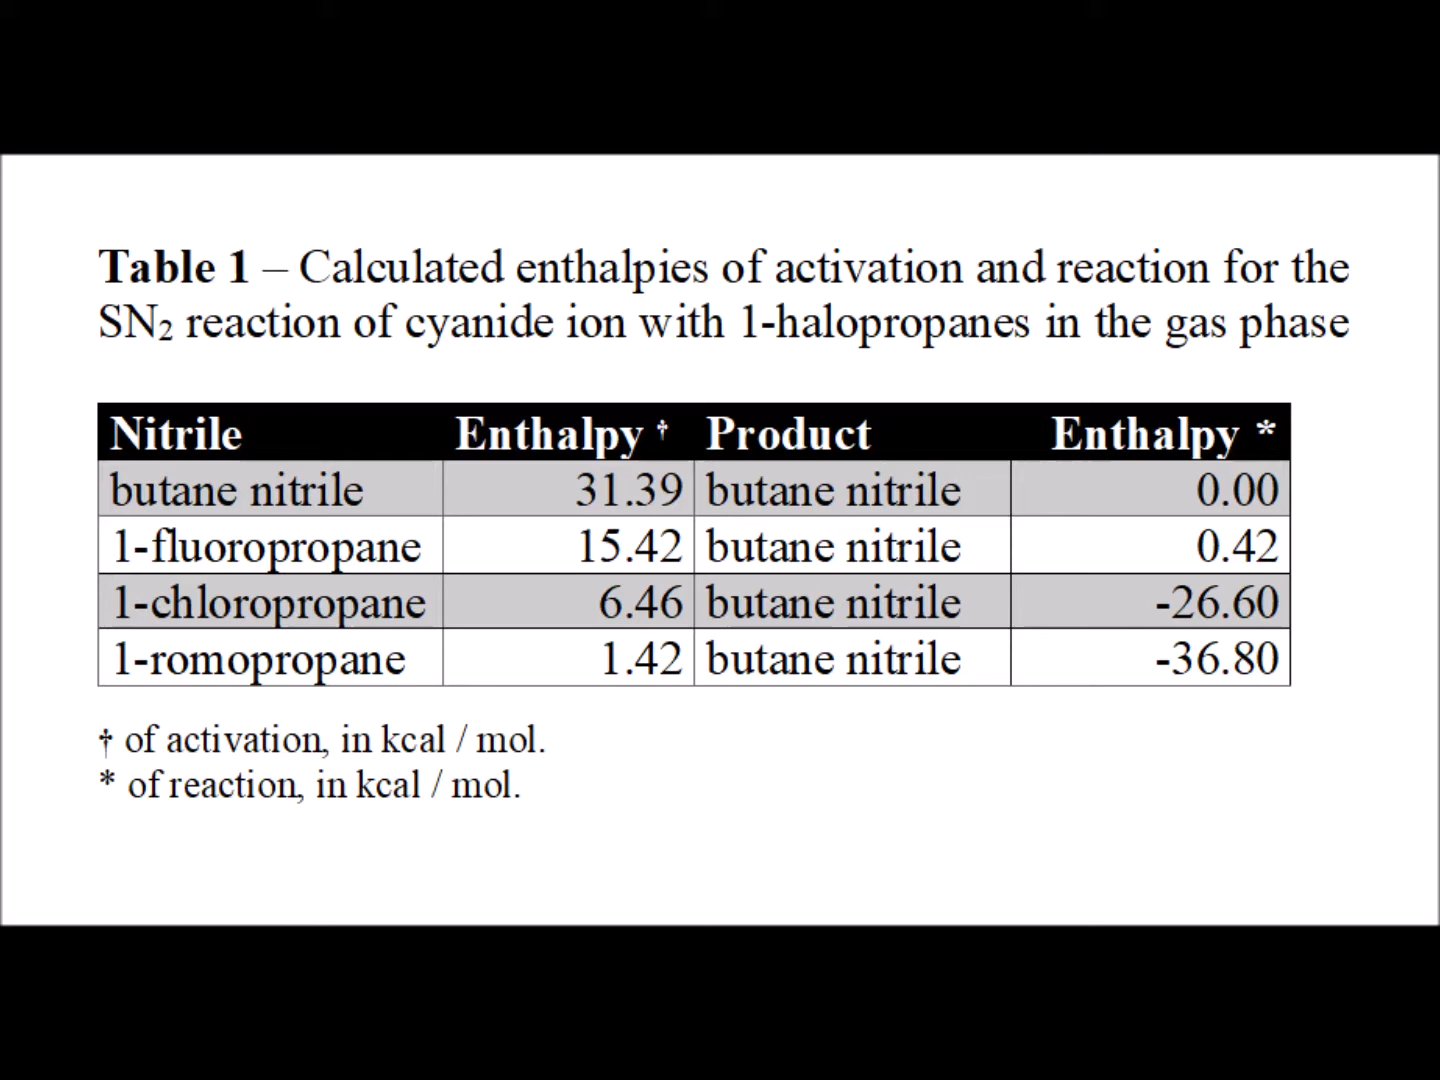 Table 1 – Calculated enthalpies of activation and reaction for the
SN₂ reaction of cyanide ion with 1-halopropanes in the gas phase
Nitrile Enthalpy † Product Enthalpy *
butane nitrile 31.39 butane nitrile 0.00
1-fluoropropane 15.42 butane nitrile 0.42
1-chloropropane 6.46 butane nitrile -26.60
1-romopropane 1.42 butane nitrile -36.80
† of activation, in kcal / mol.
* of reaction, in kcal / mol.